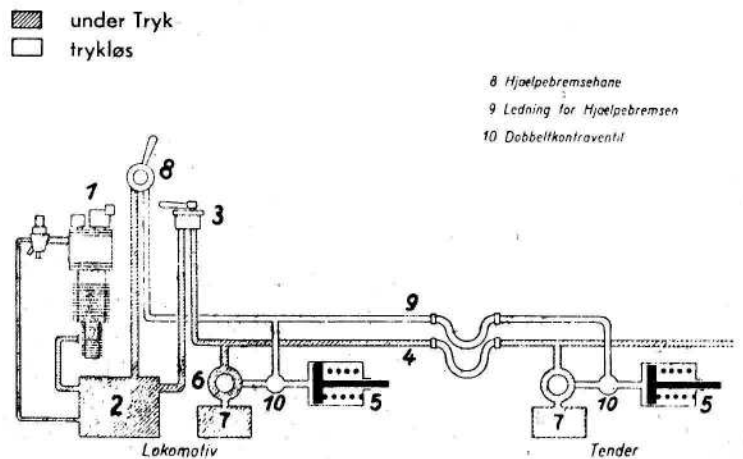 under Tryk
trykløs
8 Hjælpebremsehane
9 Ledning for Hjælpebremsen
10 Dobbeltkontraventil
8
1
3
9
4
6
10
5
2
7
10
5
7
Lokomotiv
Tender